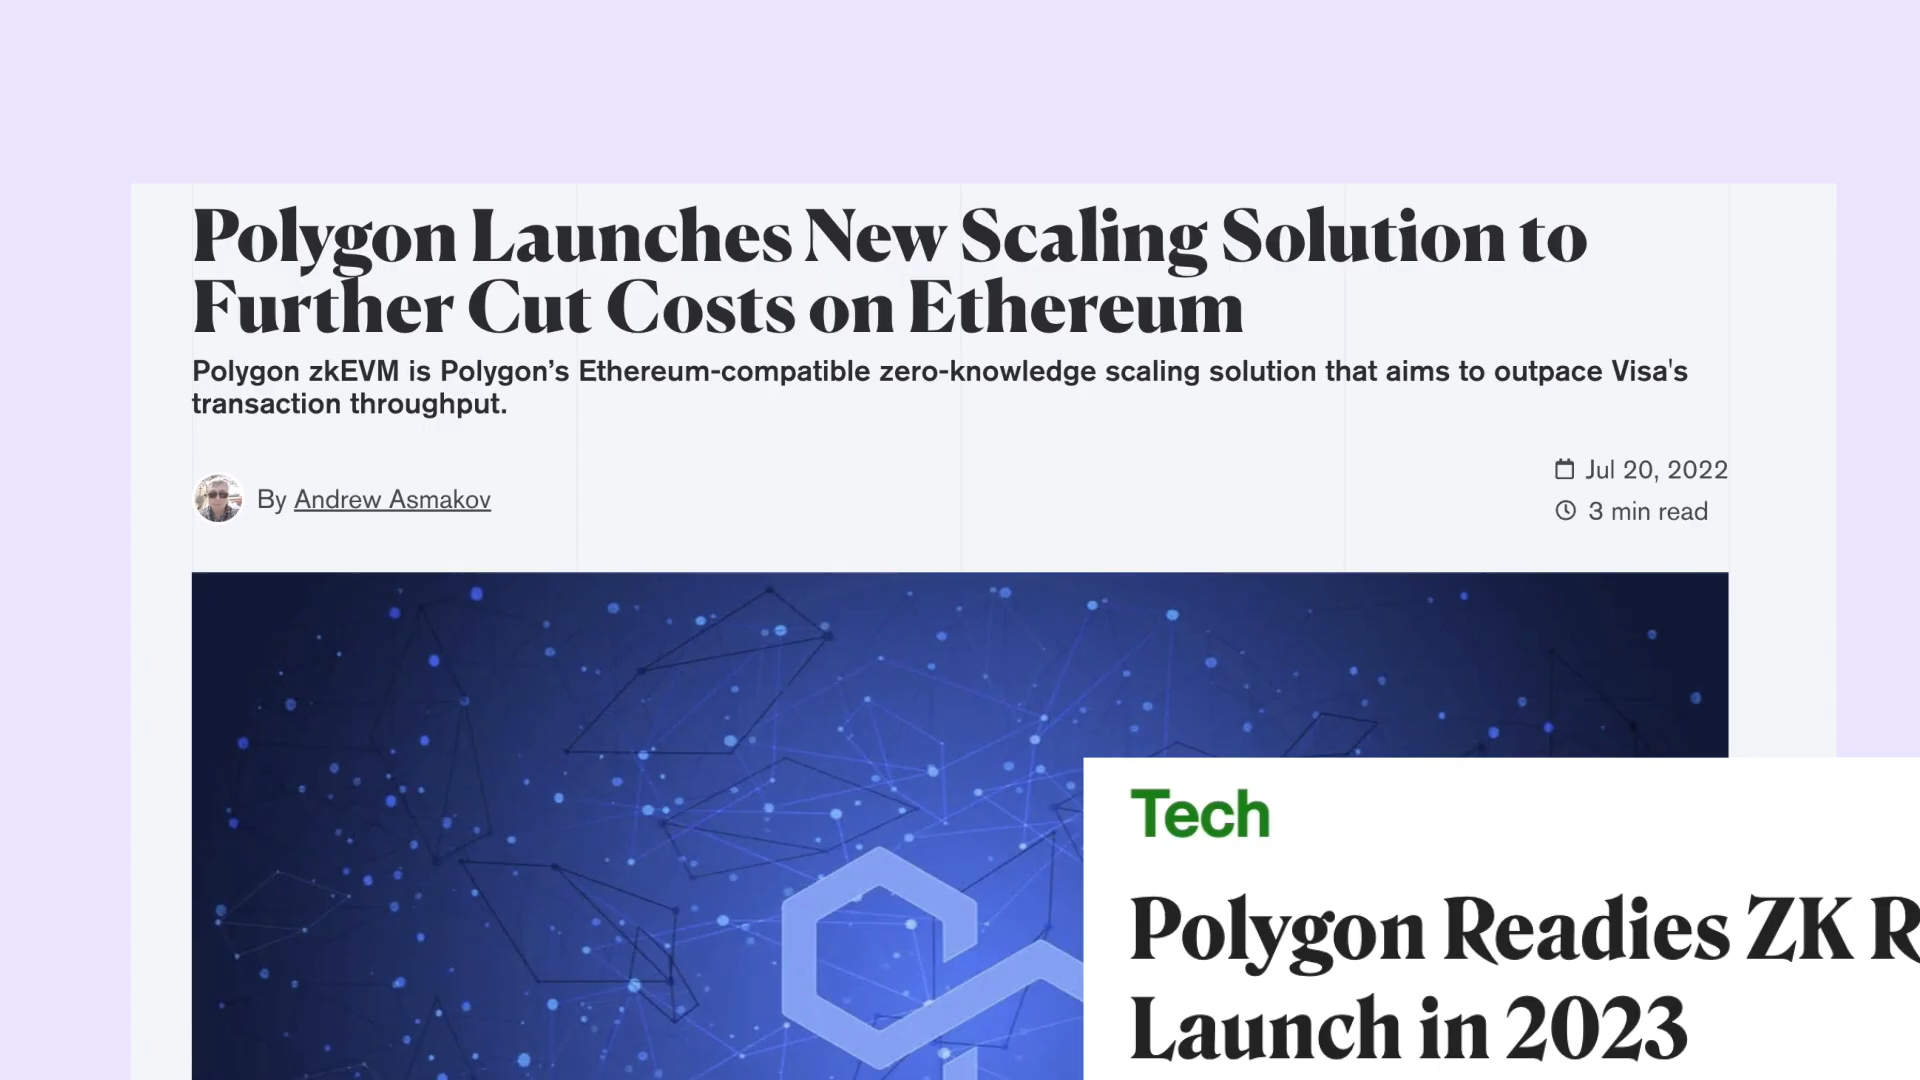 Polygon Launches New Scaling Solution to
Further Cut Costs on Ethereum
Polygon zkEVM is Polygon’s Ethereum-compatible zero-knowledge scaling solution that aims to outpace Visa's
transaction throughput.
By Andrew Asmakov
Jul 20, 2022
3 min read
Tech
Polygon Readies ZK
Launch in 2023